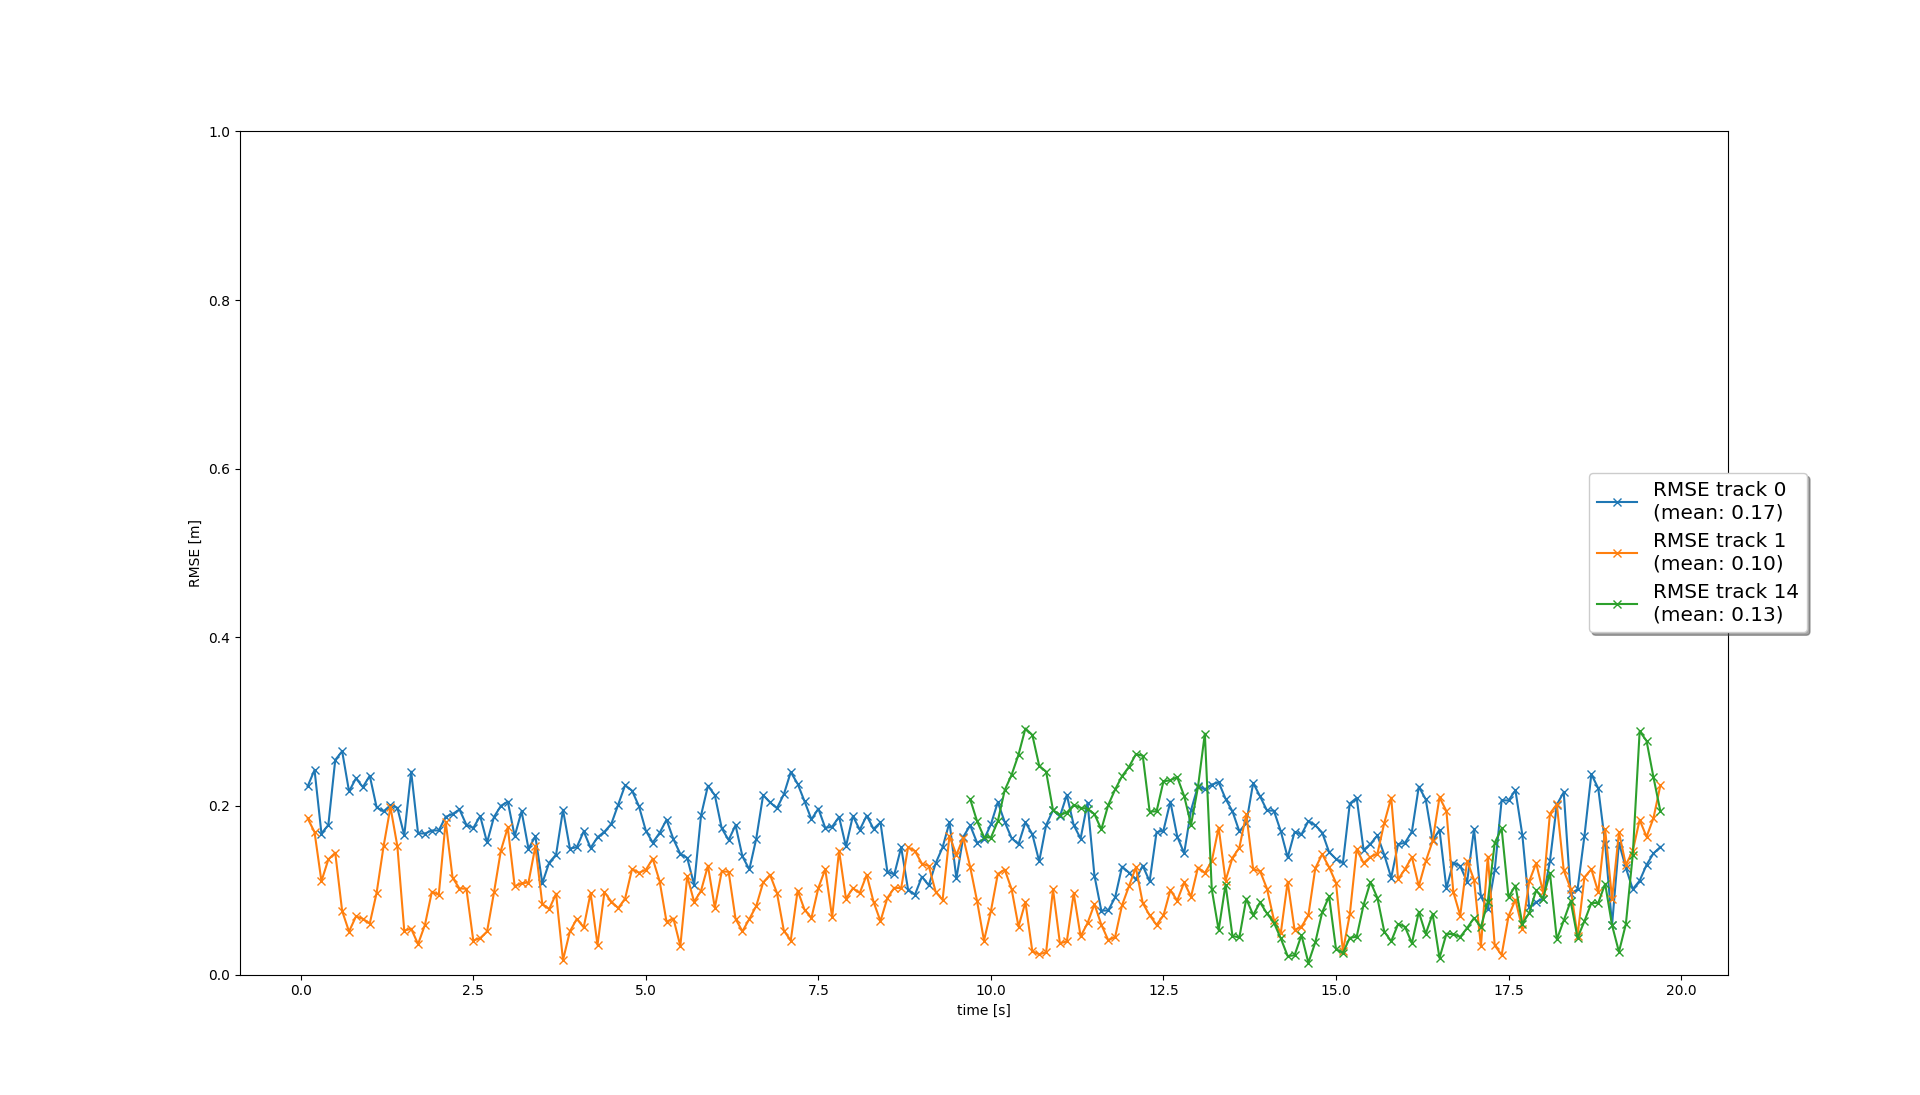 1.0
0.8
0.6
0.4
0.2
0.0
RMSE [m]
0.0 2.5 5.0 7.5 10.0 12.5 15.0 17.5 20.0
time [s]
RMSE track 0
(mean: 0.17)
RMSE track 1
(mean: 0.10)
RMSE track 14
(mean: 0.13)